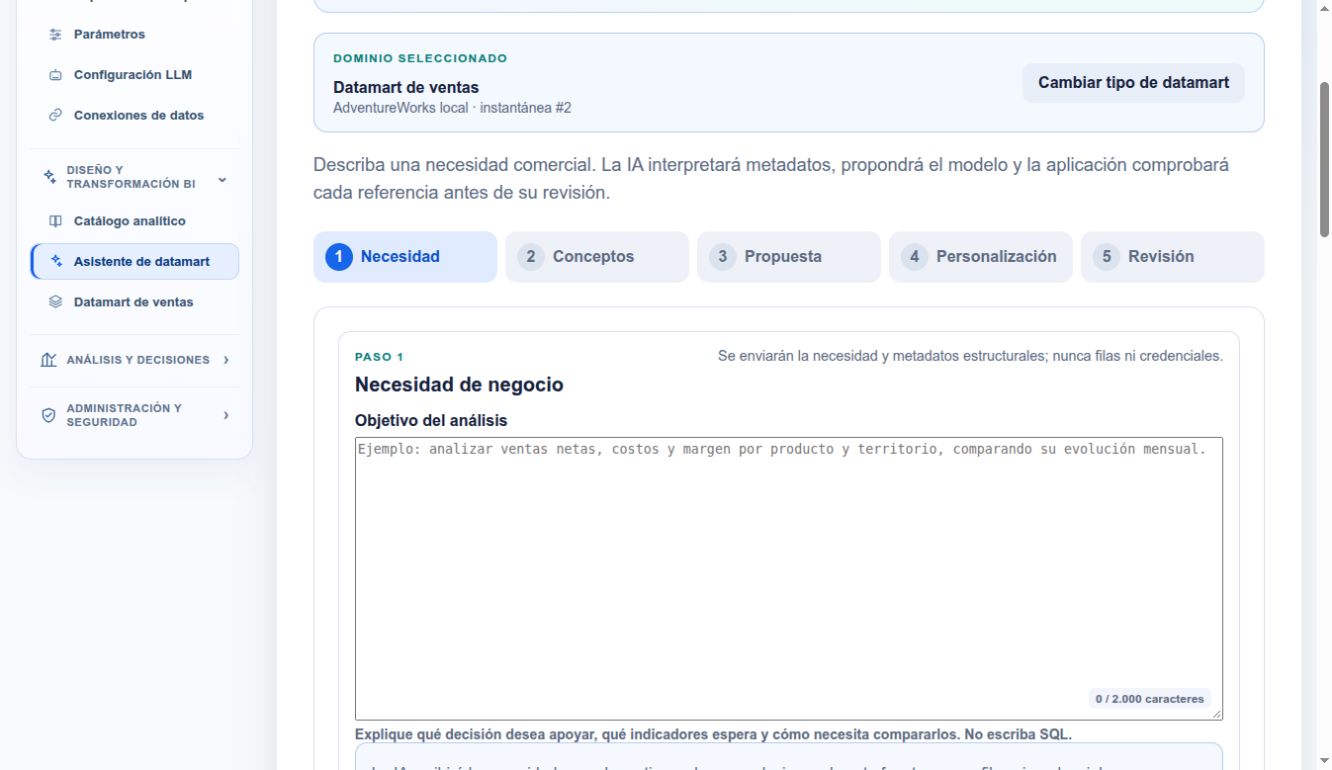 Parámetros
Configuración LLM
Conexiones de datos
DISEÑO Y
TRANSFORMACIÓN BI
Catálogo analítico
Asistente de datamart
Datamart de ventas
ANÁLISIS Y DECISIONES
ADMINISTRACIÓN Y
SEGURIDAD
DOMINIO SELECCIONADO
Datamart de ventas
AdventureWorks local · instantánea #2
Cambiar tipo de datamart
Describa una necesidad comercial. La IA interpretará metadatos, propondrá el modelo y la aplicación comprobará
cada referencia antes de su revisión.
1 Necesidad
2 Conceptos
3 Propuesta
4 Personalización
5 Revisión
PASO 1
Se enviarán la necesidad y metadatos estructurales; nunca filas ni credenciales.
Necesidad de negocio
Objetivo del análisis
Ejemplo: analizar ventas netas, costos y margen por producto y territorio, comparando su evolución mensual.
0 / 2.000 caracteres
Explique qué decisión desea apoyar, qué indicadores espera y cómo necesita compararlos. No escriba SQL.